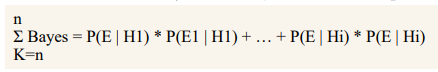 n
Σ Bayes = P(E | H1) * P(E1 | H1) + … + P(E | Hi) * P(E | Hi)
K=n